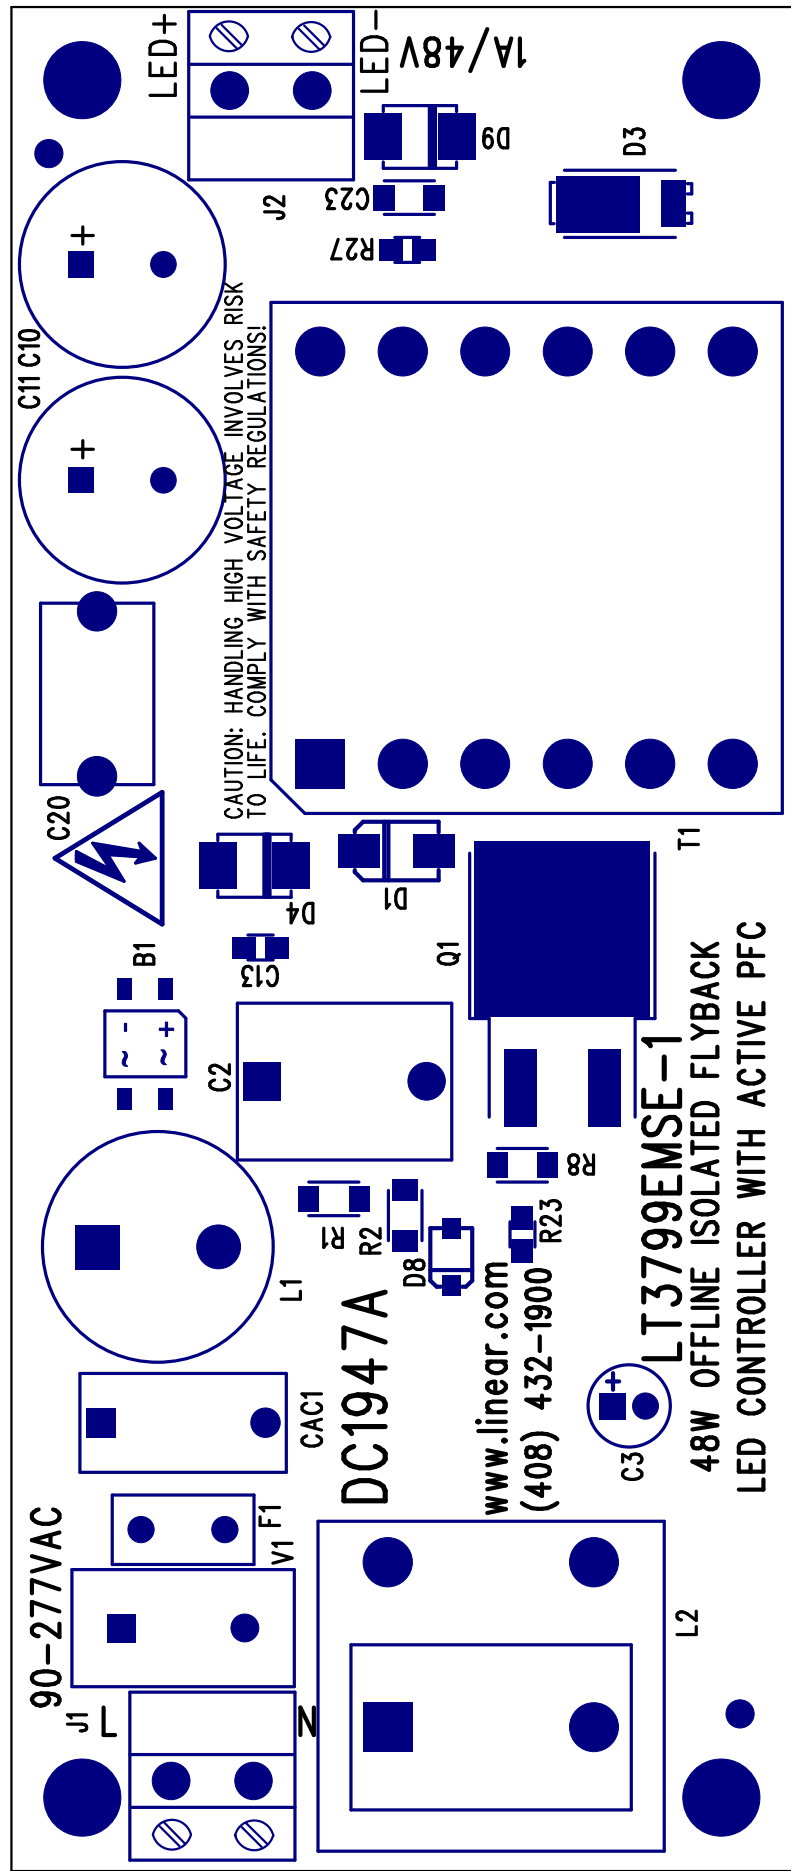 LED+
LED-
1A/48V
J2
D9
C23
R27
D3
+
C10
C11
+
CAUTION: HANDLING HIGH VOLTAGE INVOLVES RISK
TO LIFE. COMPLY WITH SAFETY REGULATIONS!
C20
T1
D4
D1
C13
B1
Q1
~ -
~ +
C2
R8
R1
R2
R23
D8
L1
LT3799EMSE-1
48W OFFLINE ISOLATED FLYBACK
LED CONTROLLER WITH ACTIVE PFC
DC1947A
www.linear.com
(408) 432-1900
CAC1
+
C3
F1
V1
90-277VAC
L2
J1
L
N